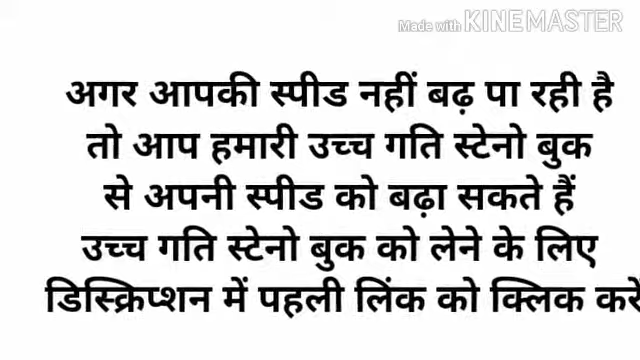 Made with KINEMASTER
अगर आपकी स्पीड नहीं बढ़ पा रही है
तो आप हमारी उच्च गति स्टेनो बुक
से अपनी स्पीड को बढ़ा सकते हैं
उच्च गति स्टेनो बुक को लेने के लिए
डिस्क्रिप्शन में पहली लिंक को क्लिक करें